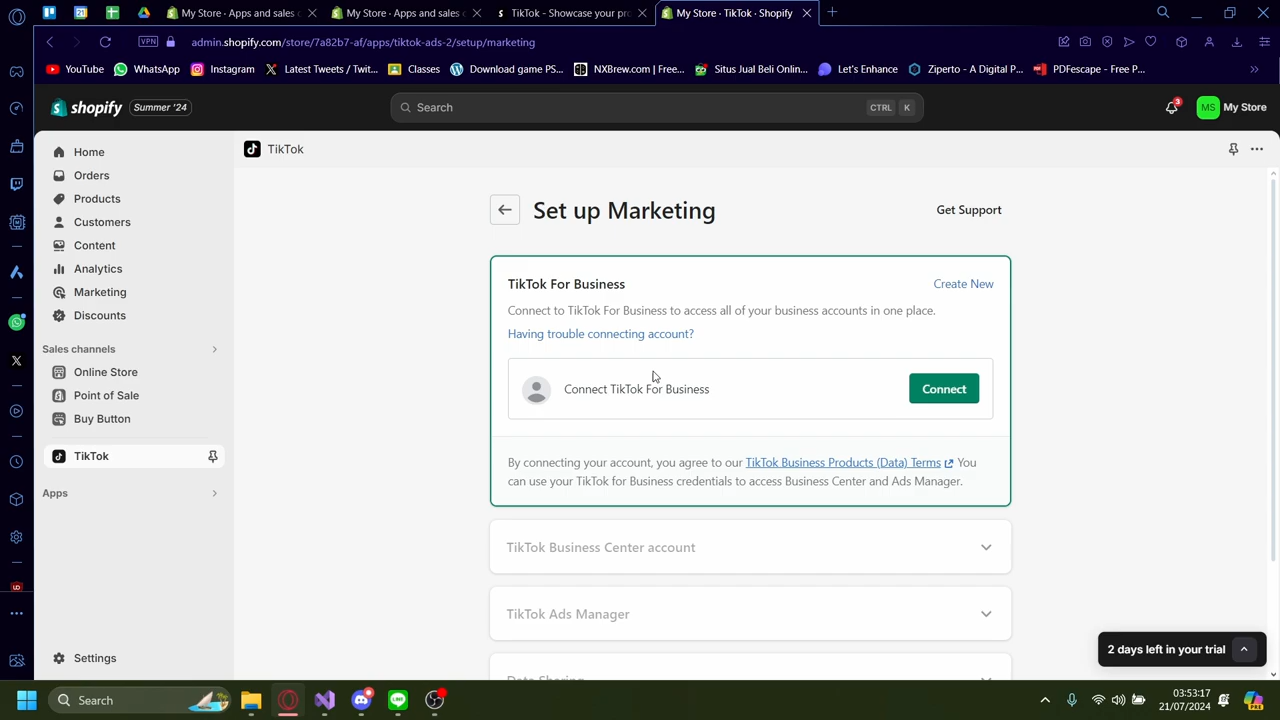 My Store · Apps and sales c
My Store · Apps and sales c
TikTok - Showcase your pro
My Store · TikTok · Shopify
VPN
admin.shopify.com/store/7a82b7-af/apps/tiktok-ads-2/setup/marketing
YouTube
WhatsApp
Instagram
Latest Tweets / Twit...
Classes
Download game PS...
NXBrew.com | Free...
Situs Jual Beli Onlin...
Let's Enhance
Ziperto - A Digital P...
PDFescape - Free P...
shopify
Summer '24
Search
CTRL
K
3
MS
My Store
Home
Orders
Products
Customers
Content
Analytics
Marketing
Discounts
Sales channels
Online Store
Point of Sale
Buy Button
TikTok
Apps
Settings
TikTok
Set up Marketing
Get Support
TikTok For Business
Create New
Connect to TikTok For Business to access all of your business accounts in one place.
Having trouble connecting account?
Connect TikTok For Business
Connect
By connecting your account, you agree to our TikTok Business Products (Data) Terms You
can use your TikTok for Business credentials to access Business Center and Ads Manager.
TikTok Business Center account
TikTok Ads Manager
Data Sharing
2 days left in your trial
Search
03:53:17
21/07/2024